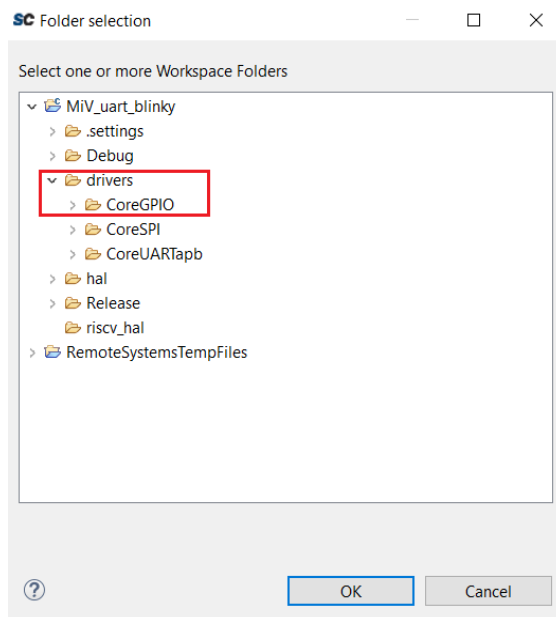 SC Folder selection
Select one or more Workspace Folders
MiV_uart_blinky
.settings
Debug
drivers
CoreGPIO
CoreSPI
CoreUARTapb
hal
Release
riscv_hal
RemoteSystemsTempFiles
?
OK
Cancel